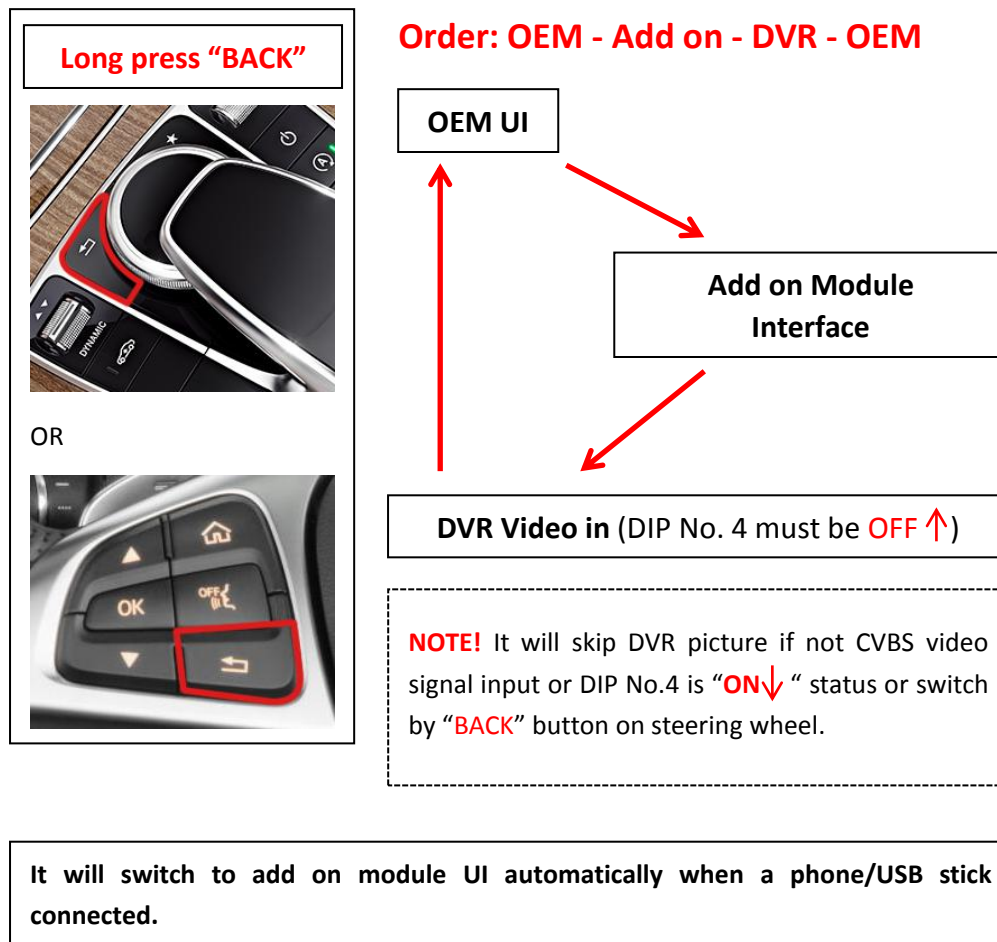 Long press “BACK”
DYNAMIC
OR
OK
OFF
Order: OEM - Add on - DVR - OEM
OEM UI
Add on Module
Interface
DVR Video in (DIP No. 4 must be OFF ↑)
NOTE! It will skip DVR picture if not CVBS video
signal input or DIP No.4 is “ON↓ “ status or switch
by “BACK” button on steering wheel.
It will switch to add on module UI automatically when a phone/USB stick
connected.